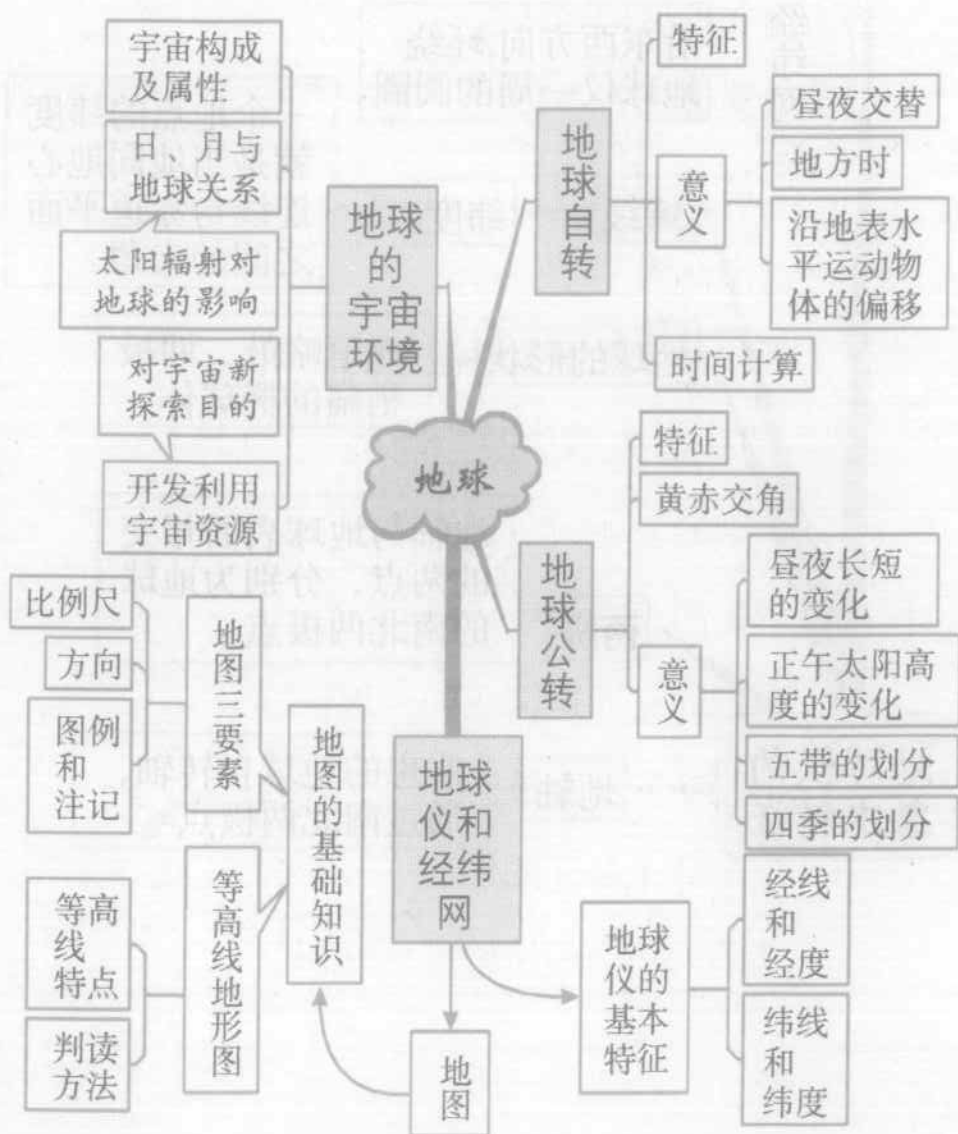 宇宙构成
及属性
日、月与
地球关系
太阳辐射对
地球的影响
对宇宙新
探索目的
开发利用
宇宙资源
地球
的
宇宙
环境
地球自转
特征
意义
昼夜交替
地方时
沿地表水
平运动物
体的偏移
时间计算
地球
地球公转
特征
黄赤交角
意义
昼夜长短
的变化
正午太阳高
度的变化
五带的划分
四季的划分
地球
仪和
经纬
网
地球
仪的
基本
特征
经线
和
经度
纬线
和
纬度
地图
地图的基础知识
地图三要素
比例尺
方向
图例
和
注记
等高线地形图
等高
线
特点
判读
方法